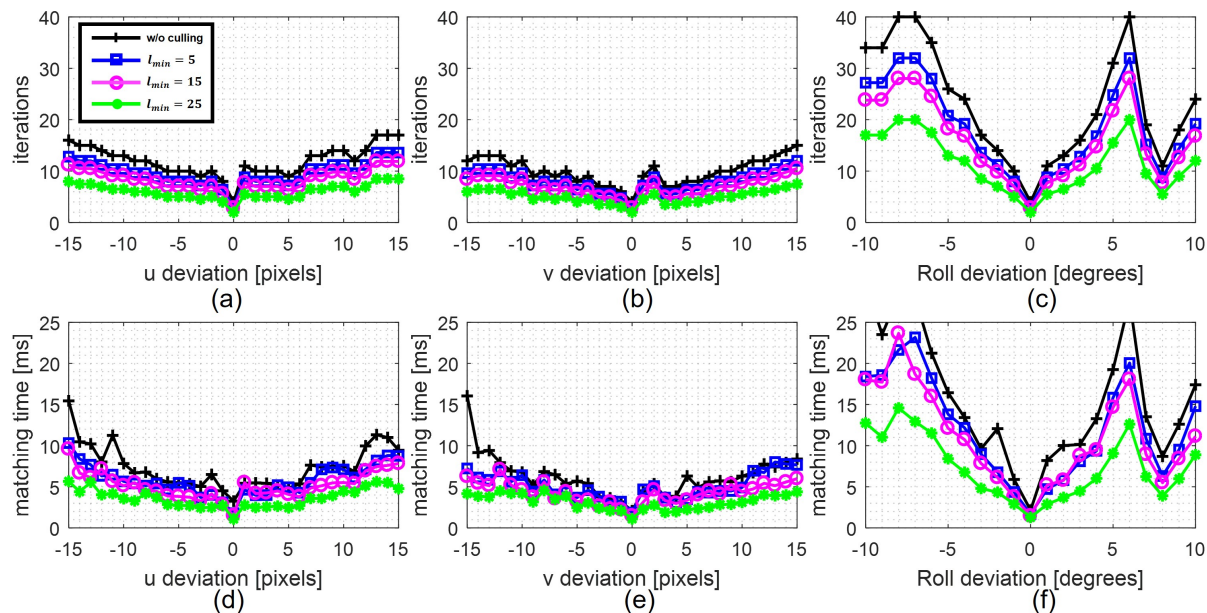 40
30
20
10
0
iterations
w/o culling
l_min = 5
l_min = 15
l_min = 25
-15 -10 -5 0 5 10 15
u deviation [pixels]
(a)
40
30
20
10
0
iterations
-15 -10 -5 0 5 10 15
v deviation [pixels]
(b)
40
30
20
10
0
iterations
-10 -5 0 5 10
Roll deviation [degrees]
(c)
25
20
15
10
5
0
matching time [ms]
-15 -10 -5 0 5 10 15
u deviation [pixels]
(d)
25
20
15
10
5
0
matching time [ms]
-15 -10 -5 0 5 10 15
v deviation [pixels]
(e)
25
20
15
10
5
0
matching time [ms]
-10 -5 0 5 10
Roll deviation [degrees]
(f)